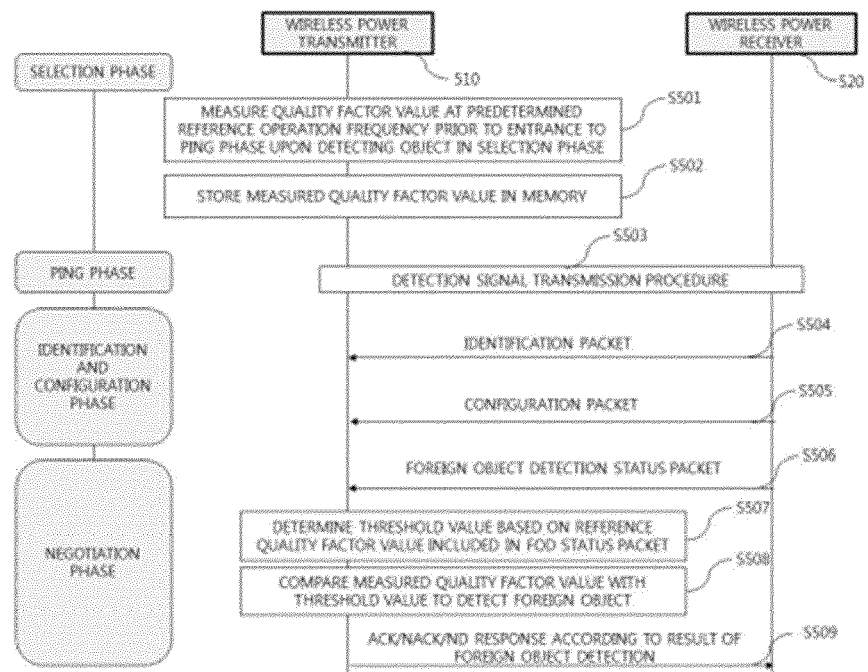 WIRELESS POWER
TRANSMITTER
WIRELESS POWER
RECEIVER
510
520
SELECTION PHASE
S501
MEASURE QUALITY FACTOR VALUE AT PREDETERMINED
REFERENCE OPERATION FREQUENCY PRIOR TO ENTRANCE TO
PING PHASE UPON DETECTING OBJECT IN SELECTION PHASE
S502
STORE MEASURED QUALITY FACTOR VALUE IN MEMORY
S503
PING PHASE
DETECTION SIGNAL TRANSMISSION PROCEDURE
S504
IDENTIFICATION PACKET
IDENTIFICATION
AND
CONFIGURATION
PHASE
S505
CONFIGURATION PACKET
S506
FOREIGN OBJECT DETECTION STATUS PACKET
S507
DETERMINE THRESHOLD VALUE BASED ON REFERENCE
QUALITY FACTOR VALUE INCLUDED IN FOD STATUS PACKET
NEGOTIATION
PHASE
S508
COMPARE MEASURED QUALITY FACTOR VALUE WITH
THRESHOLD VALUE TO DETECT FOREIGN OBJECT
S509
ACK/NACK/ND RESPONSE ACCORDING TO RESULT OF
FOREIGN OBJECT DETECTION